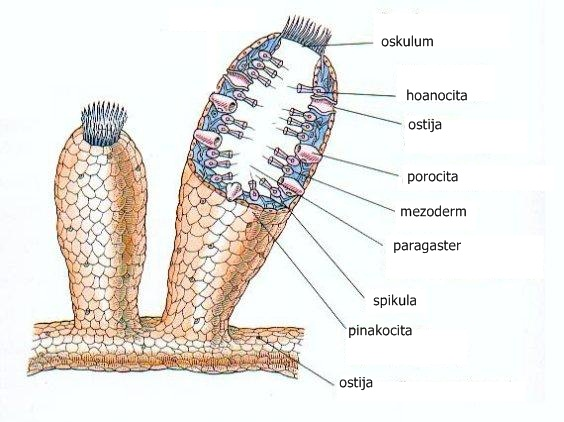 oskulum
hoanocita
ostija
porocita
mezoderm
paragaster
spikula
pinakocita
ostija